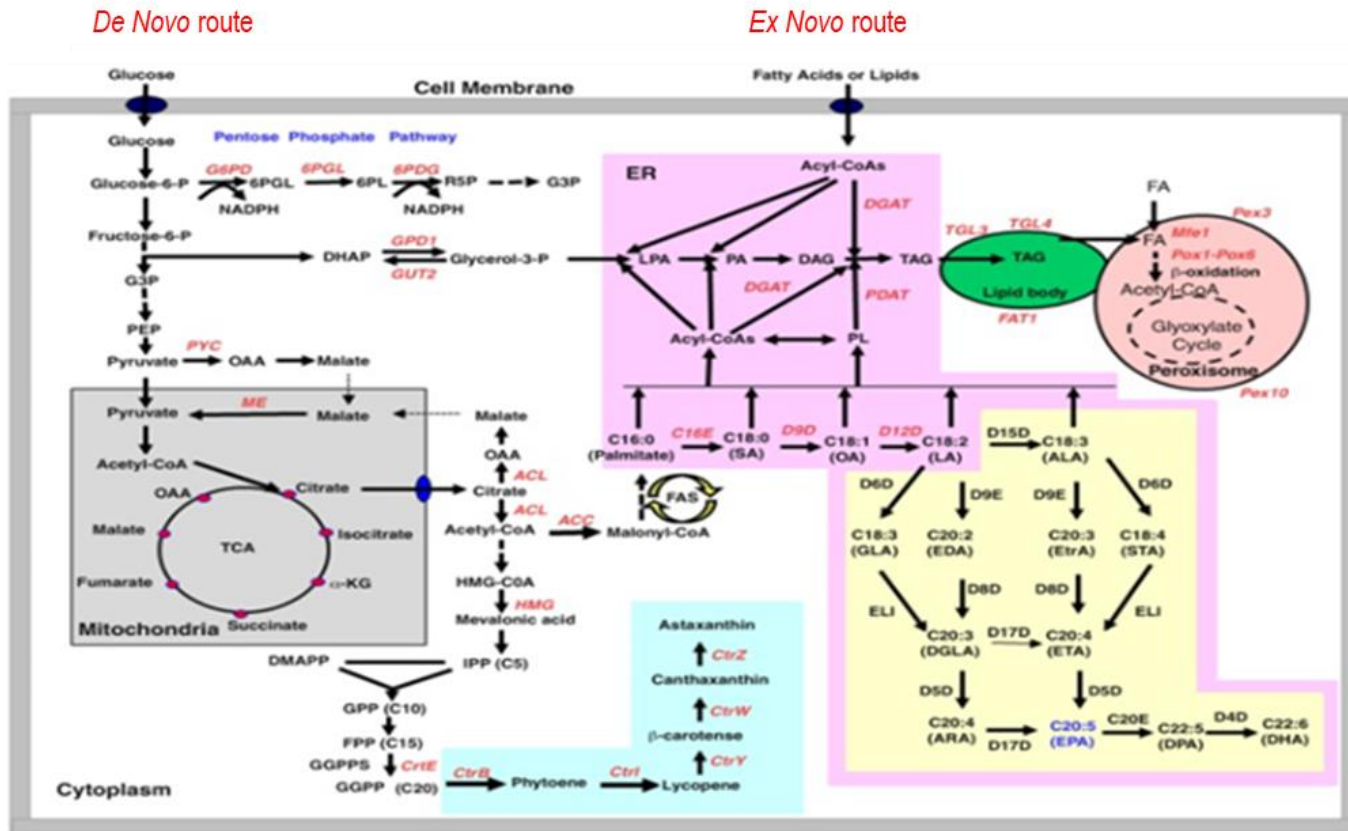 De Novo route
Ex Novo route
Glucose
Cell Membrane
Fatty Acids or Lipids
Glucose
Pentose Phosphate Pathway
Glucose-6-P
G6PD
6PGL
6PGL
6PL
6PDG
R5P
G3P
NADPH
NADPH
Fructose-6-P
DHAP
GPD1
GUT2
Glycerol-3-P
G3P
PEP
Pyruvate
PYC
OAA
Malate
ER
Acyl-CoAs
DGAT
LPA
PA
DAG
TAG
DGAT
PDAT
Acyl-CoAs
PL
TGL3
TGL4
TAG
Lipid body
FAT1
FA
Pex3
FA
Mfe1
Pox1-Pox6
β-oxidation
Acetyl-CoA
Glyoxylate
Cycle
Peroxisome
Pex10
Pyruvate
ME
Malate
Malate
Acetyl-CoA
OAA
OAA
Citrate
ACL
Citrate
ACL
Malate
Isocitrate
TCA
Fumarate
α-KG
Succinate
Mitochondria
Acetyl-CoA
ACC
Malonyl-CoA
FAS
HMG-C0A
HMG
Mevalonic acid
DMAPP
IPP (C5)
GPP (C10)
FPP (C15)
GGPPS
CrtE
GGPP (C20)
CtrB
Phytoene
CtrI
Lycopene
CtrY
β-carotense
CtrW
Canthaxanthin
CtrZ
Astaxanthin
Cytoplasm
C16:0
(Palmitate)
C16E
C18:0
(SA)
D9D
C18:1
(OA)
D12D
C18:2
(LA)
D15D
C18:3
(ALA)
D6D
D9E
D9E
D6D
C18:3
(GLA)
C20:2
(EDA)
C20:3
(EtrA)
C18:4
(STA)
ELI
D8D
D8D
ELI
C20:3
(DGLA)
D17D
C20:4
(ETA)
D5D
D5D
C20:4
(ARA)
D17D
C20:5
(EPA)
C20E
C22:5
(DPA)
D4D
C22:6
(DHA)